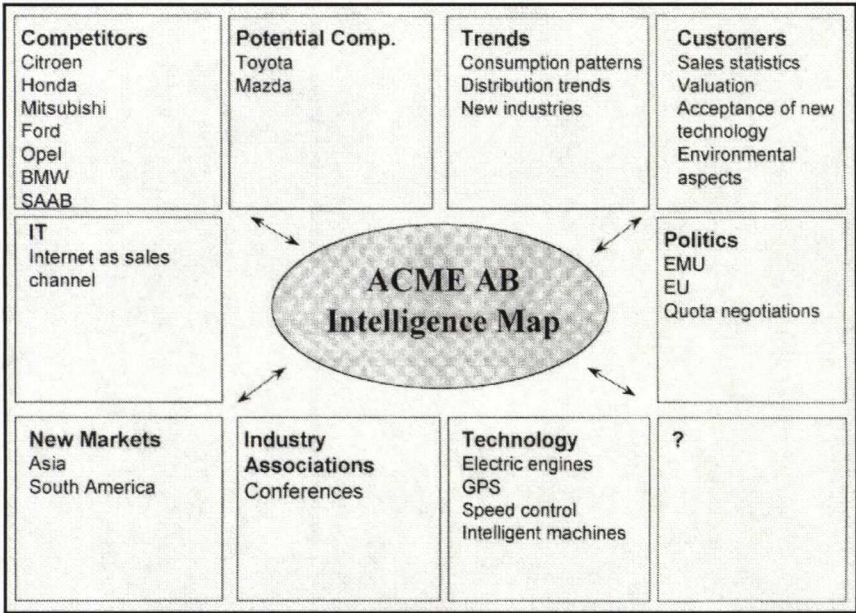 Competitors
Citroen
Honda
Mitsubishi
Ford
Opel
BMW
SAAB
Potential Comp.
Toyota
Mazda
Trends
Consumption patterns
Distribution trends
New industries
Customers
Sales statistics
Valuation
Acceptance of new
technology
Environmental
aspects
IT
Internet as sales
channel
ACME AB
Intelligence Map
Politics
EMU
EU
Quota negotiations
New Markets
Asia
South America
Industry
Associations
Conferences
Technology
Electric engines
GPS
Speed control
Intelligent machines
?